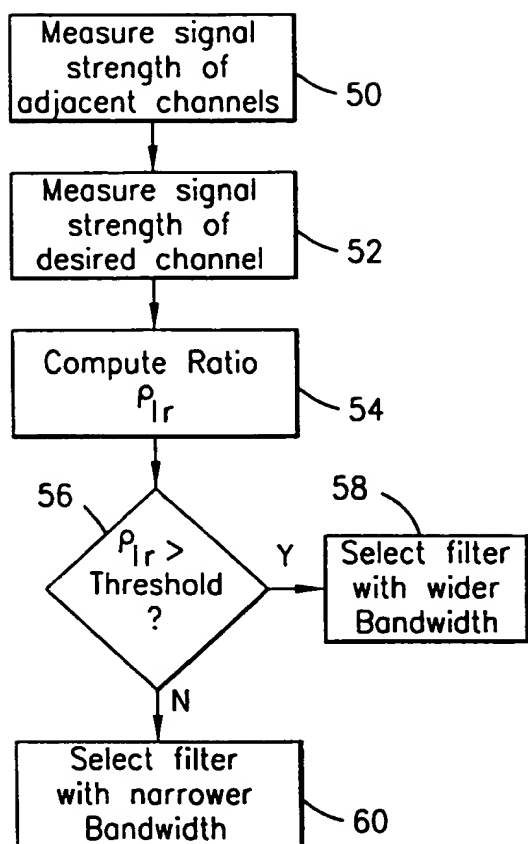 Measure signal
strength of
adjacent channels
50
Measure signal
strength of
desired channel
52
Compute Ratio
ρIr
54
56
ρIr >
Threshold
?
Y
58
Select filter
with wider
Bandwidth
N
Select filter
with narrower
Bandwidth
60